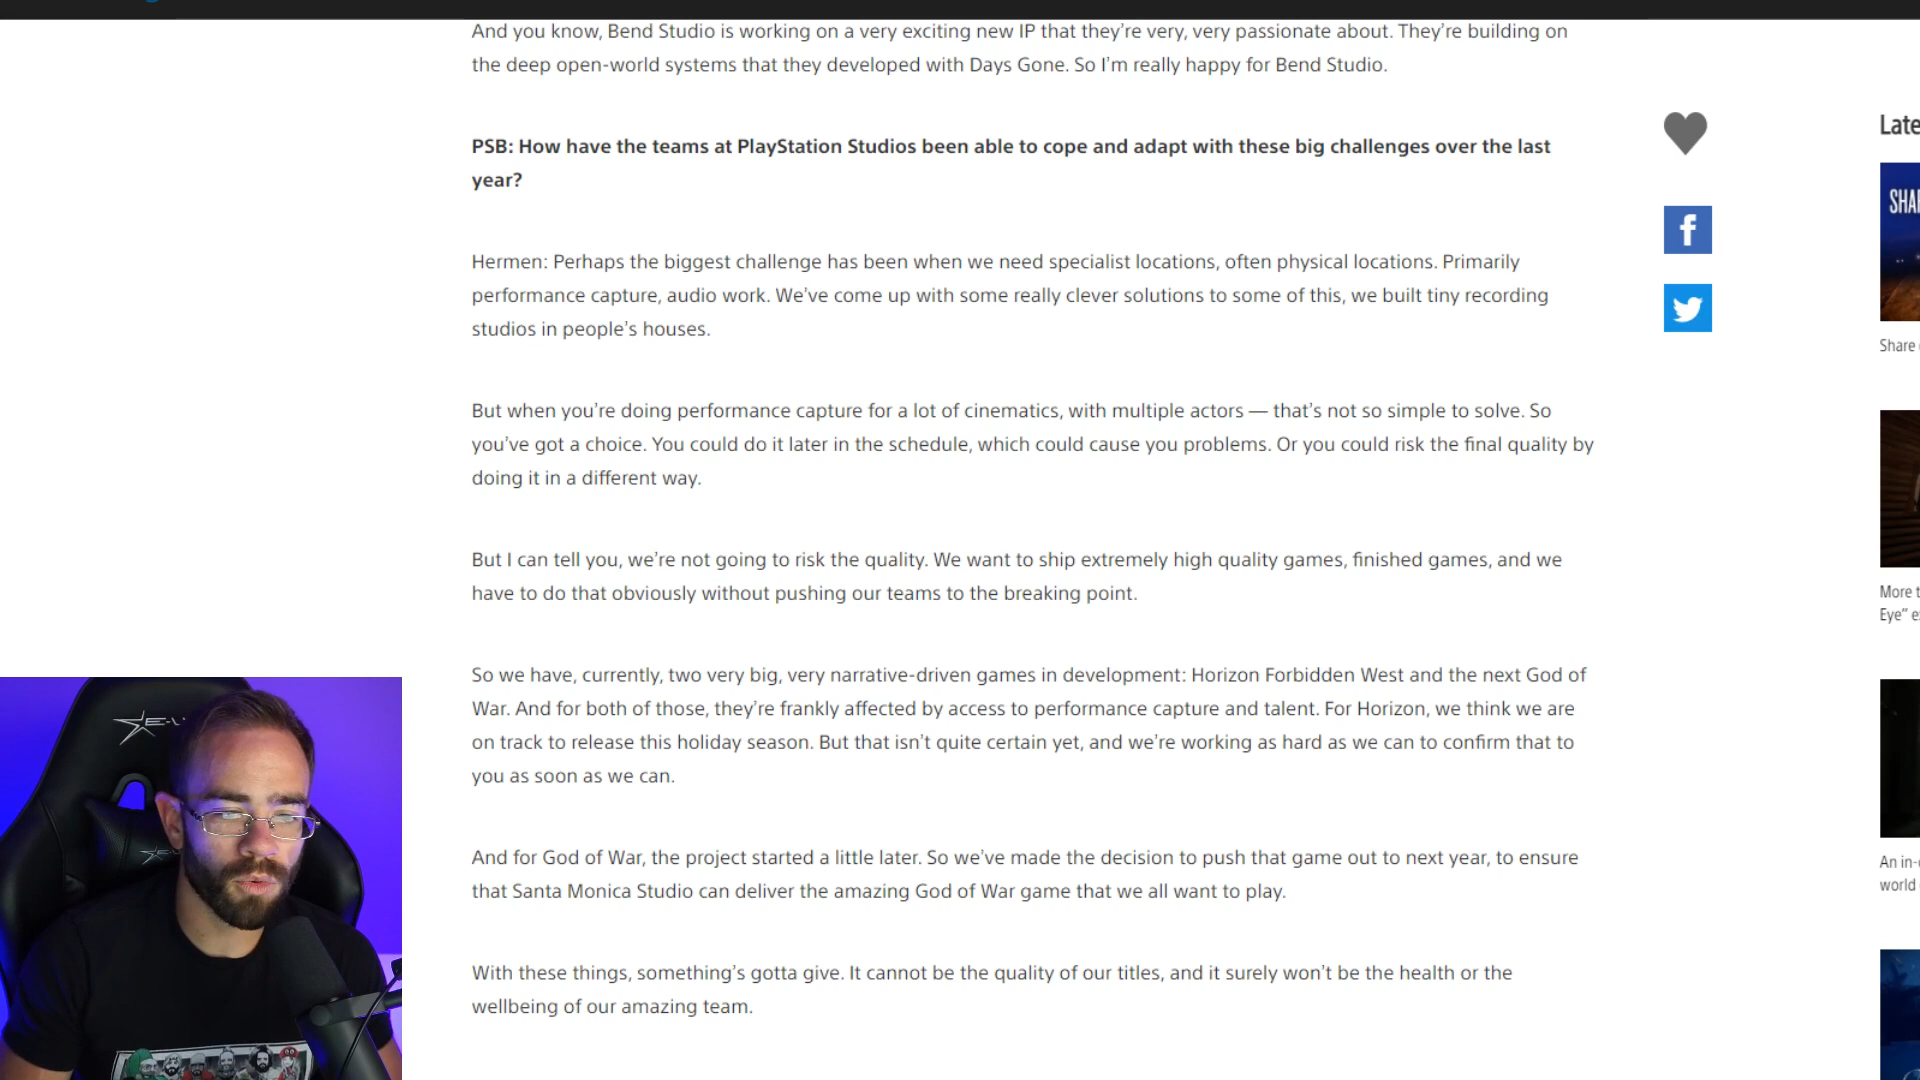 And you know, Bend Studio is working on a very exciting new IP that they’re very, very passionate about. They’re building on
the deep open-world systems that they developed with Days Gone. So I’m really happy for Bend Studio.
PSB: How have the teams at PlayStation Studios been able to cope and adapt with these big challenges over the last
year?
Hermen: Perhaps the biggest challenge has been when we need specialist locations, often physical locations. Primarily
performance capture, audio work. We’ve come up with some really clever solutions to some of this, we built tiny recording
studios in people’s houses.
But when you’re doing performance capture for a lot of cinematics, with multiple actors — that’s not so simple to solve. So
you’ve got a choice. You could do it later in the schedule, which could cause you problems. Or you could risk the final quality by
doing it in a different way.
But I can tell you, we’re not going to risk the quality. We want to ship extremely high quality games, finished games, and we
have to do that obviously without pushing our teams to the breaking point.
So we have, currently, two very big, very narrative-driven games in development: Horizon Forbidden West and the next God of
War. And for both of those, they’re frankly affected by access to performance capture and talent. For Horizon, we think we are
on track to release this holiday season. But that isn’t quite certain yet, and we’re working as hard as we can to confirm that to
you as soon as we can.
And for God of War, the project started a little later. So we’ve made the decision to push that game out to next year, to ensure
that Santa Monica Studio can deliver the amazing God of War game that we all want to play.
With these things, something’s gotta give. It cannot be the quality of our titles, and it surely won’t be the health or the
wellbeing of our amazing team.
Late
SHA
Share
More t
Eye” e
An in-
world